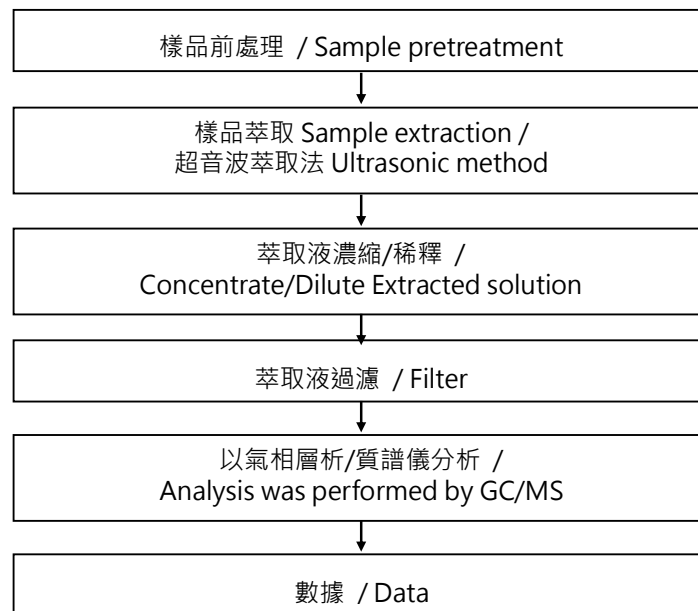 樣品前處理 / Sample pretreatment
樣品萃取 Sample extraction /
超音波萃取法 Ultrasonic method
萃取液濃縮/稀釋 /
Concentrate/Dilute Extracted solution
萃取液過濾 / Filter
以氣相層析/質譜儀分析 /
Analysis was performed by GC/MS
數據 / Data